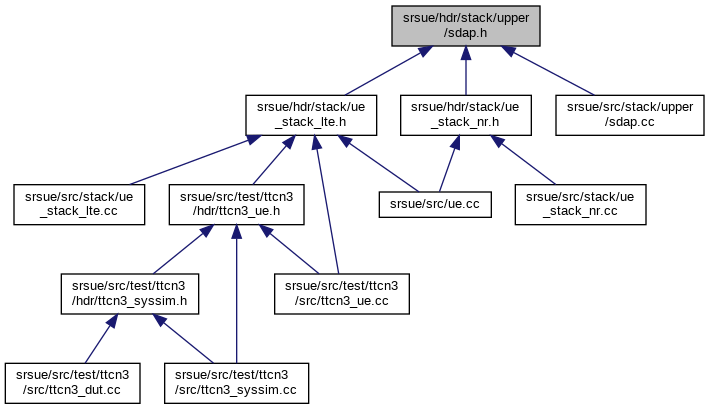 srsue/hdr/stack/upper
/sdap.h
srsue/hdr/stack/ue
_stack_lte.h
srsue/hdr/stack/ue
_stack_nr.h
srsue/src/stack/upper
/sdap.cc
srsue/src/stack/ue
_stack_lte.cc
srsue/src/test/ttcn3
/hdr/ttcn3_ue.h
srsue/src/ue.cc
srsue/src/stack/ue
_stack_nr.cc
srsue/src/test/ttcn3
/hdr/ttcn3_syssim.h
srsue/src/test/ttcn3
/src/ttcn3_ue.cc
srsue/src/test/ttcn3
/src/ttcn3_dut.cc
srsue/src/test/ttcn3
/src/ttcn3_syssim.cc